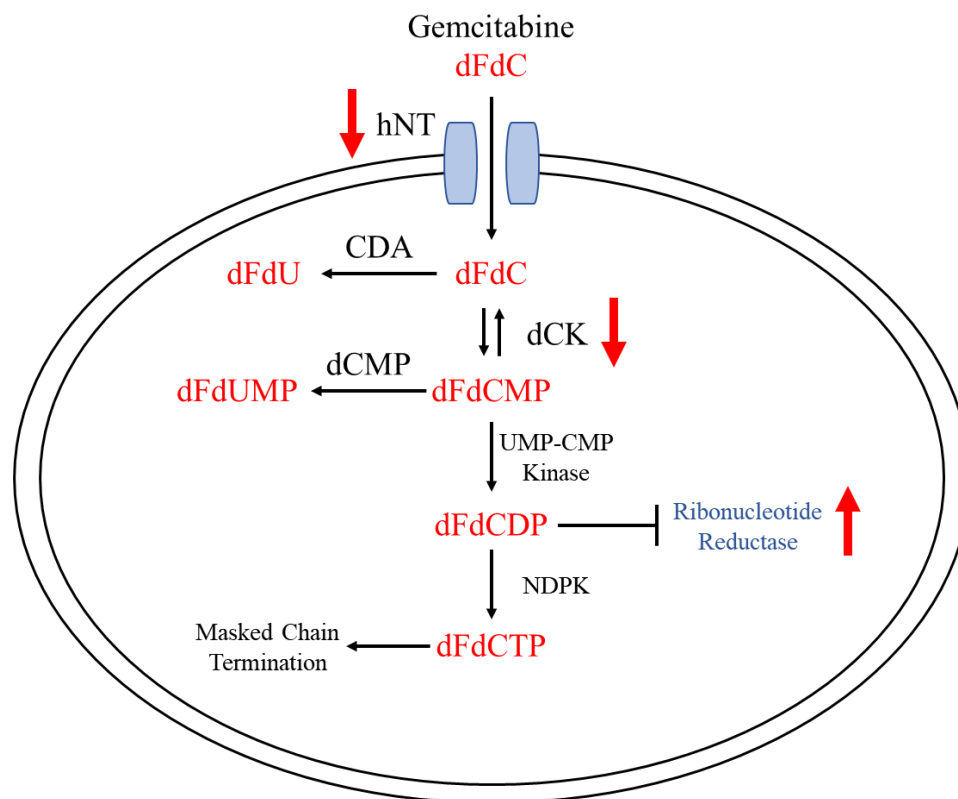 Gemcitabine
dFdC
hNT
CDA
dFdU
dFdC
dCK
dCMP
dFdUMP
dFdCMP
UMP-CMP
Kinase
dFdCDP
Ribonucleotide
Reductase
NDPK
Masked Chain
Termination
dFdCTP